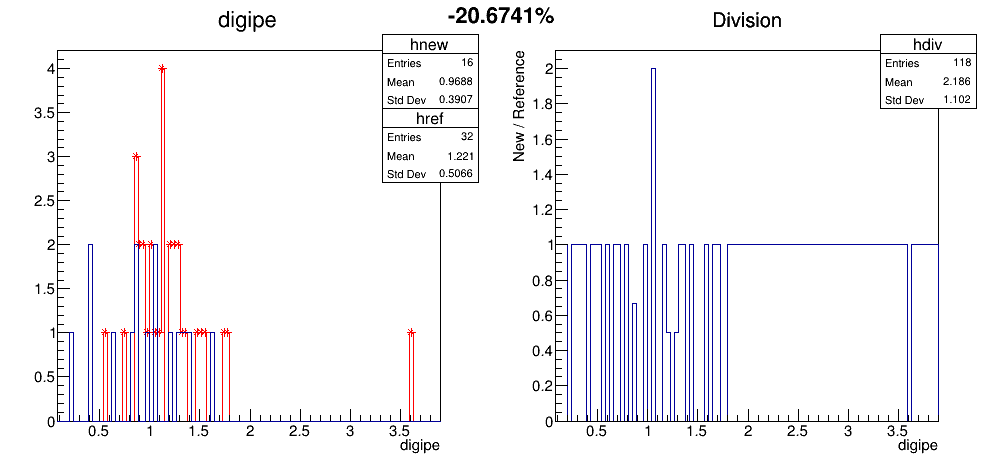 -20.6741%
digipe
hnew
Entries 16
Mean 0.9688
Std Dev 0.3907
href
Entries 32
Mean 1.221
Std Dev 0.5066
4
3.5
3
2.5
2
1.5
1
0.5
0
0.5 1 1.5 2 2.5 3 3.5
digipe
Division
hdiv
Entries 118
Mean 2.186
Std Dev 1.102
New / Reference
2
1.8
1.6
1.4
1.2
1
0.8
0.6
0.4
0.2
0
0.5 1 1.5 2 2.5 3 3.5
digipe